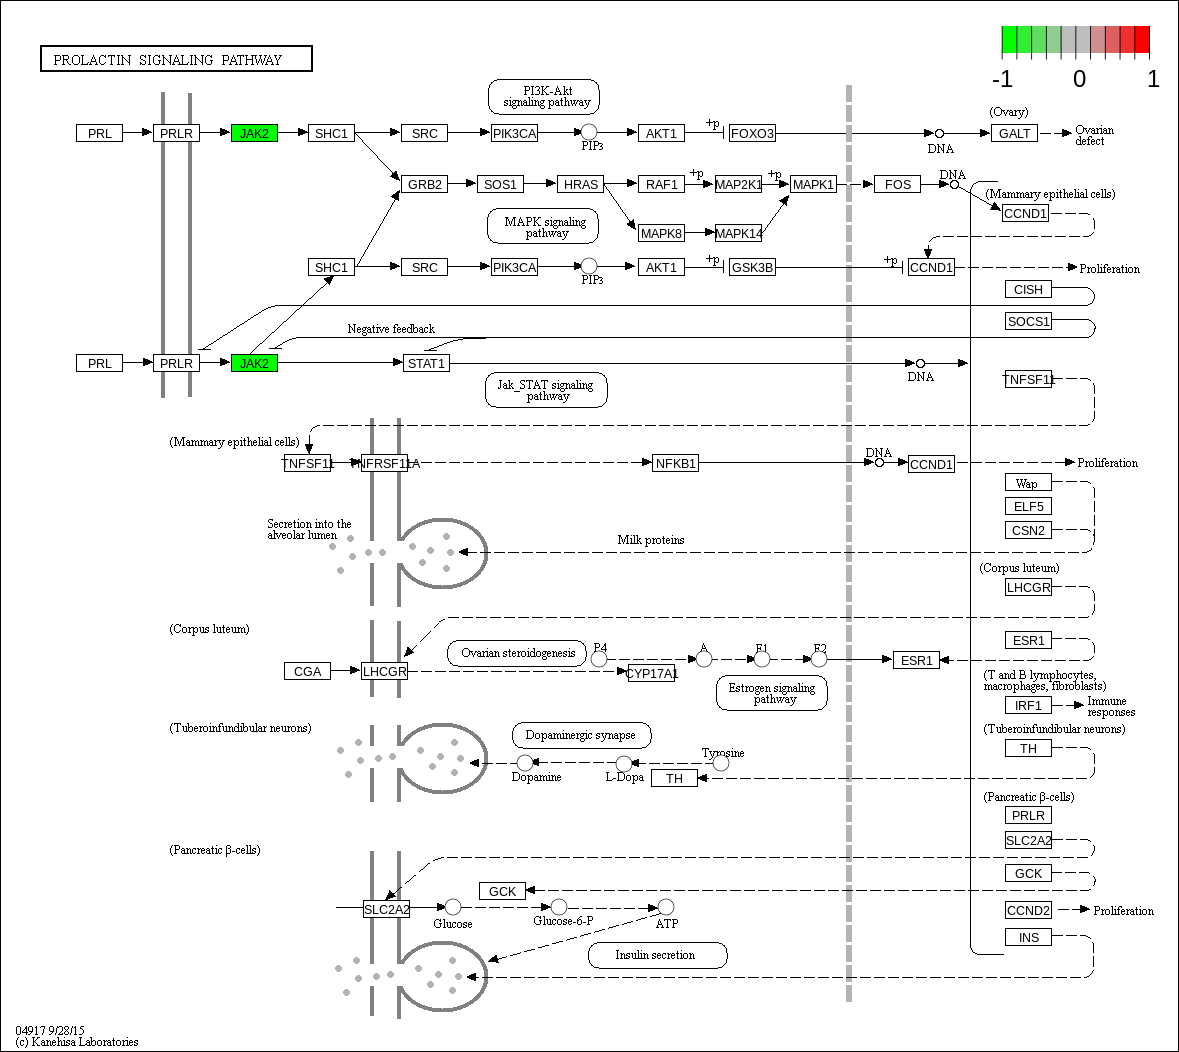 PROLACTIN SIGNALING PATHWAY
-1 0 1
PI3K-Akt
signaling pathway
(Ovary)
PRL PRLR JAK2 SHC1 SRC PIK3CA PIP3 AKT1 +p FOXO3 DNA GALT
Ovarian
defect
GRB2 SOS1 HRAS RAF1 +p MAP2K1 +p MAPK1 FOS DNA
(Mammary epithelial cells)
CCND1
MAPK signaling
pathway
MAPK8 MAPK14
SHC1 SRC PIK3CA PIP3 AKT1 +p GSK3B +p CCND1 Proliferation
CISH
SOCS1
Negative feedback
PRL PRLR JAK2 STAT1 DNA
Jak_STAT signaling
pathway
TNFSF11
(Mammary epithelial cells)
TNFSF11 TNFRSF11A NFKB1 DNA CCND1 Proliferation
Wap
ELF5
CSN2
Secretion into the
alveolar lumen
Milk proteins
(Corpus luteum)
LHCGR
(Corpus luteum)
ESR1
Ovarian steroidogenesis
P4 A E1 E2 ESR1
CGA LHCGR CYP17A1
Estrogen signaling
pathway
(T and B lymphocytes,
macrophages, fibroblasts)
IRF1
Immune
responses
(Tuberoinfundibular neurons)
(Tuberoinfundibular neurons)
TH
Dopaminergic synapse
Tyrosine
Dopamine L-Dopa TH
(Pancreatic β-cells)
PRLR
SLC2A2
(Pancreatic β-cells)
GCK
GCK
SLC2A2 Glucose Glucose-6-P ATP
CCND2 Proliferation
INS
Insulin secretion
04917 9/28/15
(c) Kanehisa Laboratories